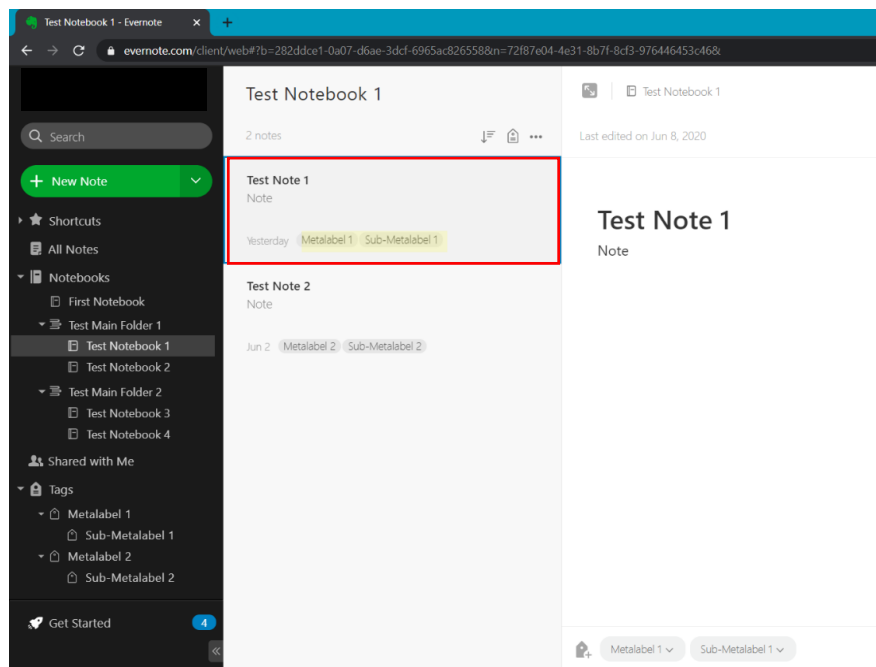 Test Notebook 1 - Evernote
evernote.com/client/web#?b=282ddce1-0a07-d6ae-3dcf-6965ac8265588&n=72f87e04-4e31-8b7f-8cf3-976446453c46&
Search
New Note
Shortcuts
All Notes
Notebooks
First Notebook
Test Main Folder 1
Test Notebook 1
Test Notebook 2
Test Main Folder 2
Test Notebook 3
Test Notebook 4
Shared with Me
Tags
Metalabel 1
Sub-Metalabel 1
Metalabel 2
Sub-Metalabel 2
Get Started 4
Test Notebook 1
2 notes
Test Note 1
Note
Yesterday Metalabel 1 Sub-Metalabel 1
Test Note 2
Note
Jun 2 Metalabel 2 Sub-Metalabel 2
Test Notebook 1
Last edited on Jun 8, 2020
Test Note 1
Note
Metalabel 1 Sub-Metalabel 1